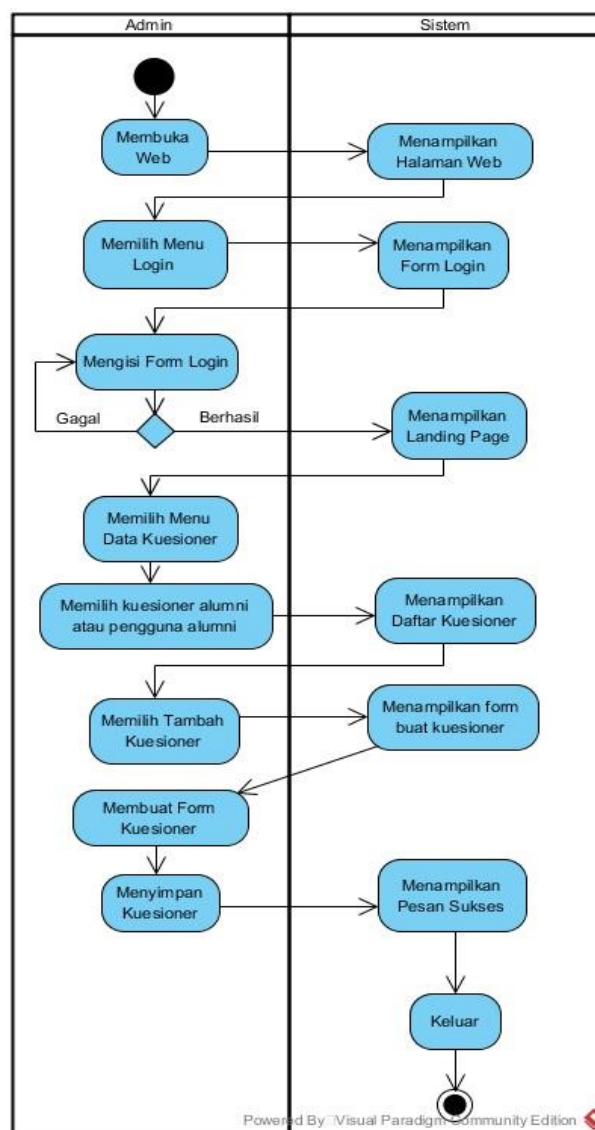 Admin
Sistem
Membuka
Web
Menampilkan
Halaman Web
Memilih Menu
Login
Menampilkan
Form Login
Mengisi Form Login
Gagal
Berhasil
Menampilkan
Landing Page
Memilih Menu
Data Kuesioner
Memilih kuesioner alumni
atau pengguna alumni
Menampilkan
Daftar Kuesioner
Memilih Tambah
Kuesioner
Menampilkan form
buat kuesioner
Membuat Form
Kuesioner
Menyimpan
Kuesioner
Menampilkan
Pesan Sukses
Keluar
Powered By Visual Paradigm Community Edition